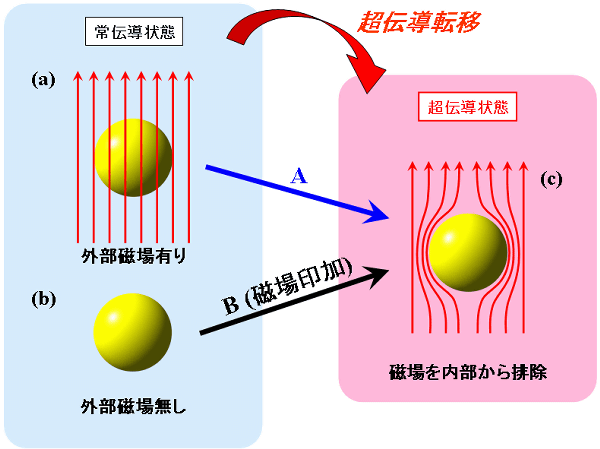 常伝導状態
超伝導転移
(a)
外部磁場有り
(b)
外部磁場無し
A
B (磁場印加)
超伝導状態
(c)
磁場を内部から排除